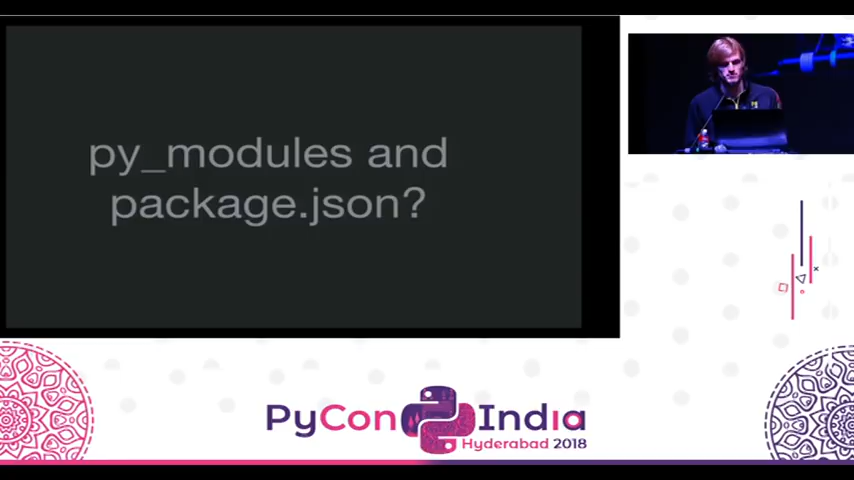 py_modules and
package.json?
PyCon India
Hyderabad 2018